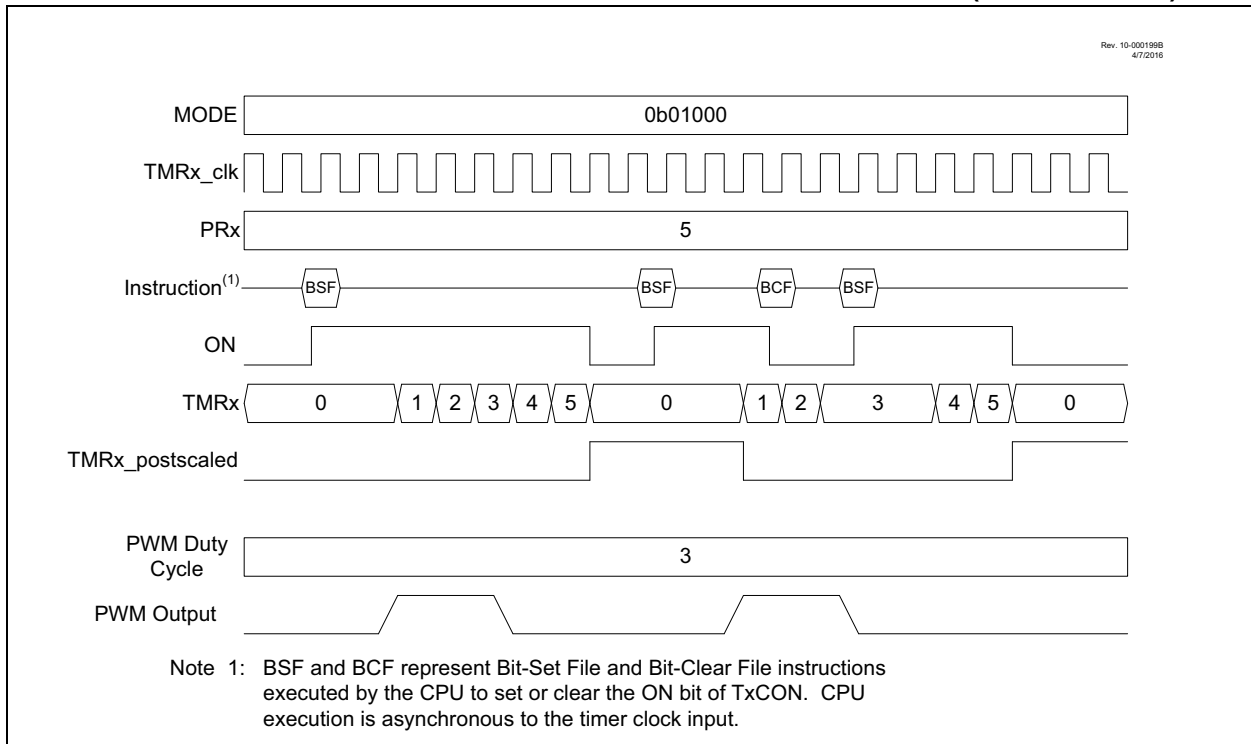 Rev. 10-000199B
4/7/2016
MODE 0b01000
TMRx_clk
PRx 5
Instruction(1) BSF BSF BCF BSF
ON
TMRx 0 1 2 3 4 5 0 1 2 3 4 5 0
TMRx_postscaled
PWM Duty
Cycle
3
PWM Output
Note 1: BSF and BCF represent Bit-Set File and Bit-Clear File instructions
executed by the CPU to set or clear the ON bit of TxCON. CPU
execution is asynchronous to the timer clock input.